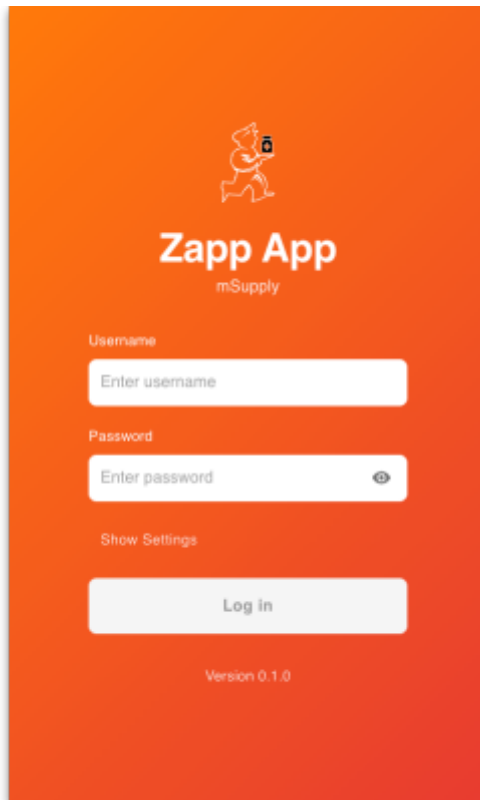 Zapp App
mSupply
Username
Enter username
Password
Enter password
Show Settings
Log in
Version 0.1.0